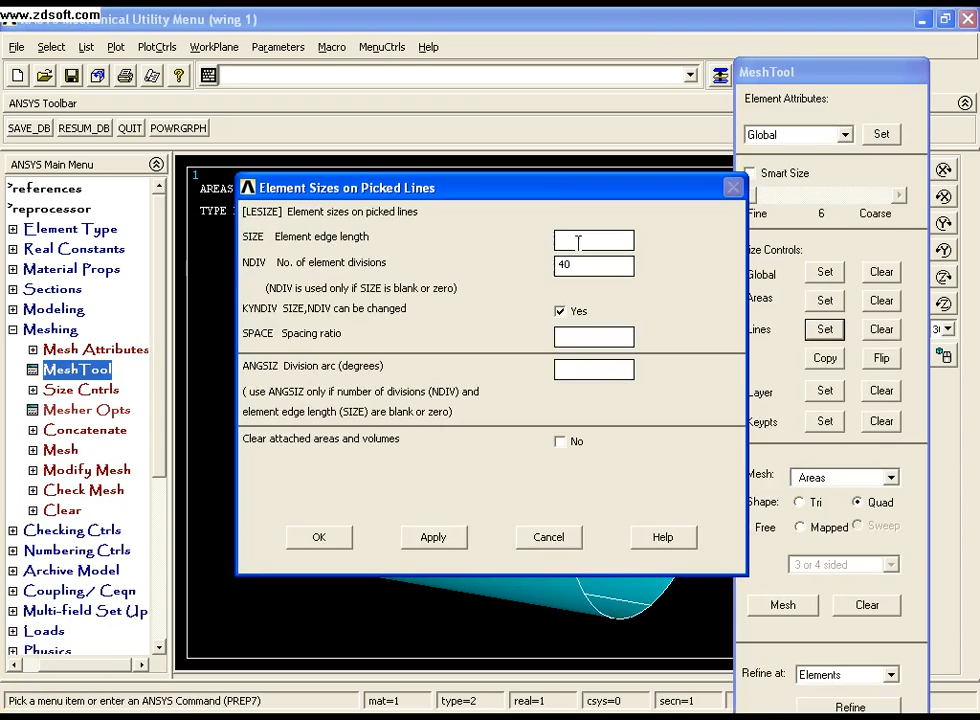 www.zdsoft.com
ANSYS Mechanical Utility Menu (wing 1)
File Select List Plot PlotCtrls WorkPlane Parameters Macro MenuCtrls Help
ANSYS Toolbar
SAVE_DB RESUM_DB QUIT POWRGRPH
ANSYS Main Menu
references
reprocessor
Element Type
Real Constants
Material Props
Sections
Modeling
Meshing
Mesh Attributes
MeshTool
Size Cntrls
Mesher Opts
Concatenate
Mesh
Modify Mesh
Check Mesh
Clear
Checking Ctrls
Numbering Ctrls
Archive Model
Coupling/ Ceqn
Multi-field Set Up
Loads
Physics
1
AREAS
TYPE
Element Sizes on Picked Lines
[LESIZE] Element sizes on picked lines
SIZE Element edge length
NDIV No. of element divisions 40
(NDIV is used only if SIZE is blank or zero)
KYNDIV SIZE,NDIV can be changed Yes
SPACE Spacing ratio
ANGSIZ Division arc (degrees)
( use ANGSIZ only if number of divisions (NDIV) and
element edge length (SIZE) are blank or zero)
Clear attached areas and volumes No
OK Apply Cancel Help
MeshTool
Element Attributes:
Global Set
Smart Size
Fine 6 Coarse
Size Controls:
Global Set Clear
Areas Set Clear
Lines Set Clear
Copy Flip
Layer Set Clear
Keypts Set Clear
Mesh: Areas
Shape: Tri Quad
Free Mapped Sweep
3 or 4 sided
Mesh Clear
Refine at: Elements
Refine
Pick a menu item or enter an ANSYS Command (PREP7) mat=1 type=2 real=1 csys=0 secn=1